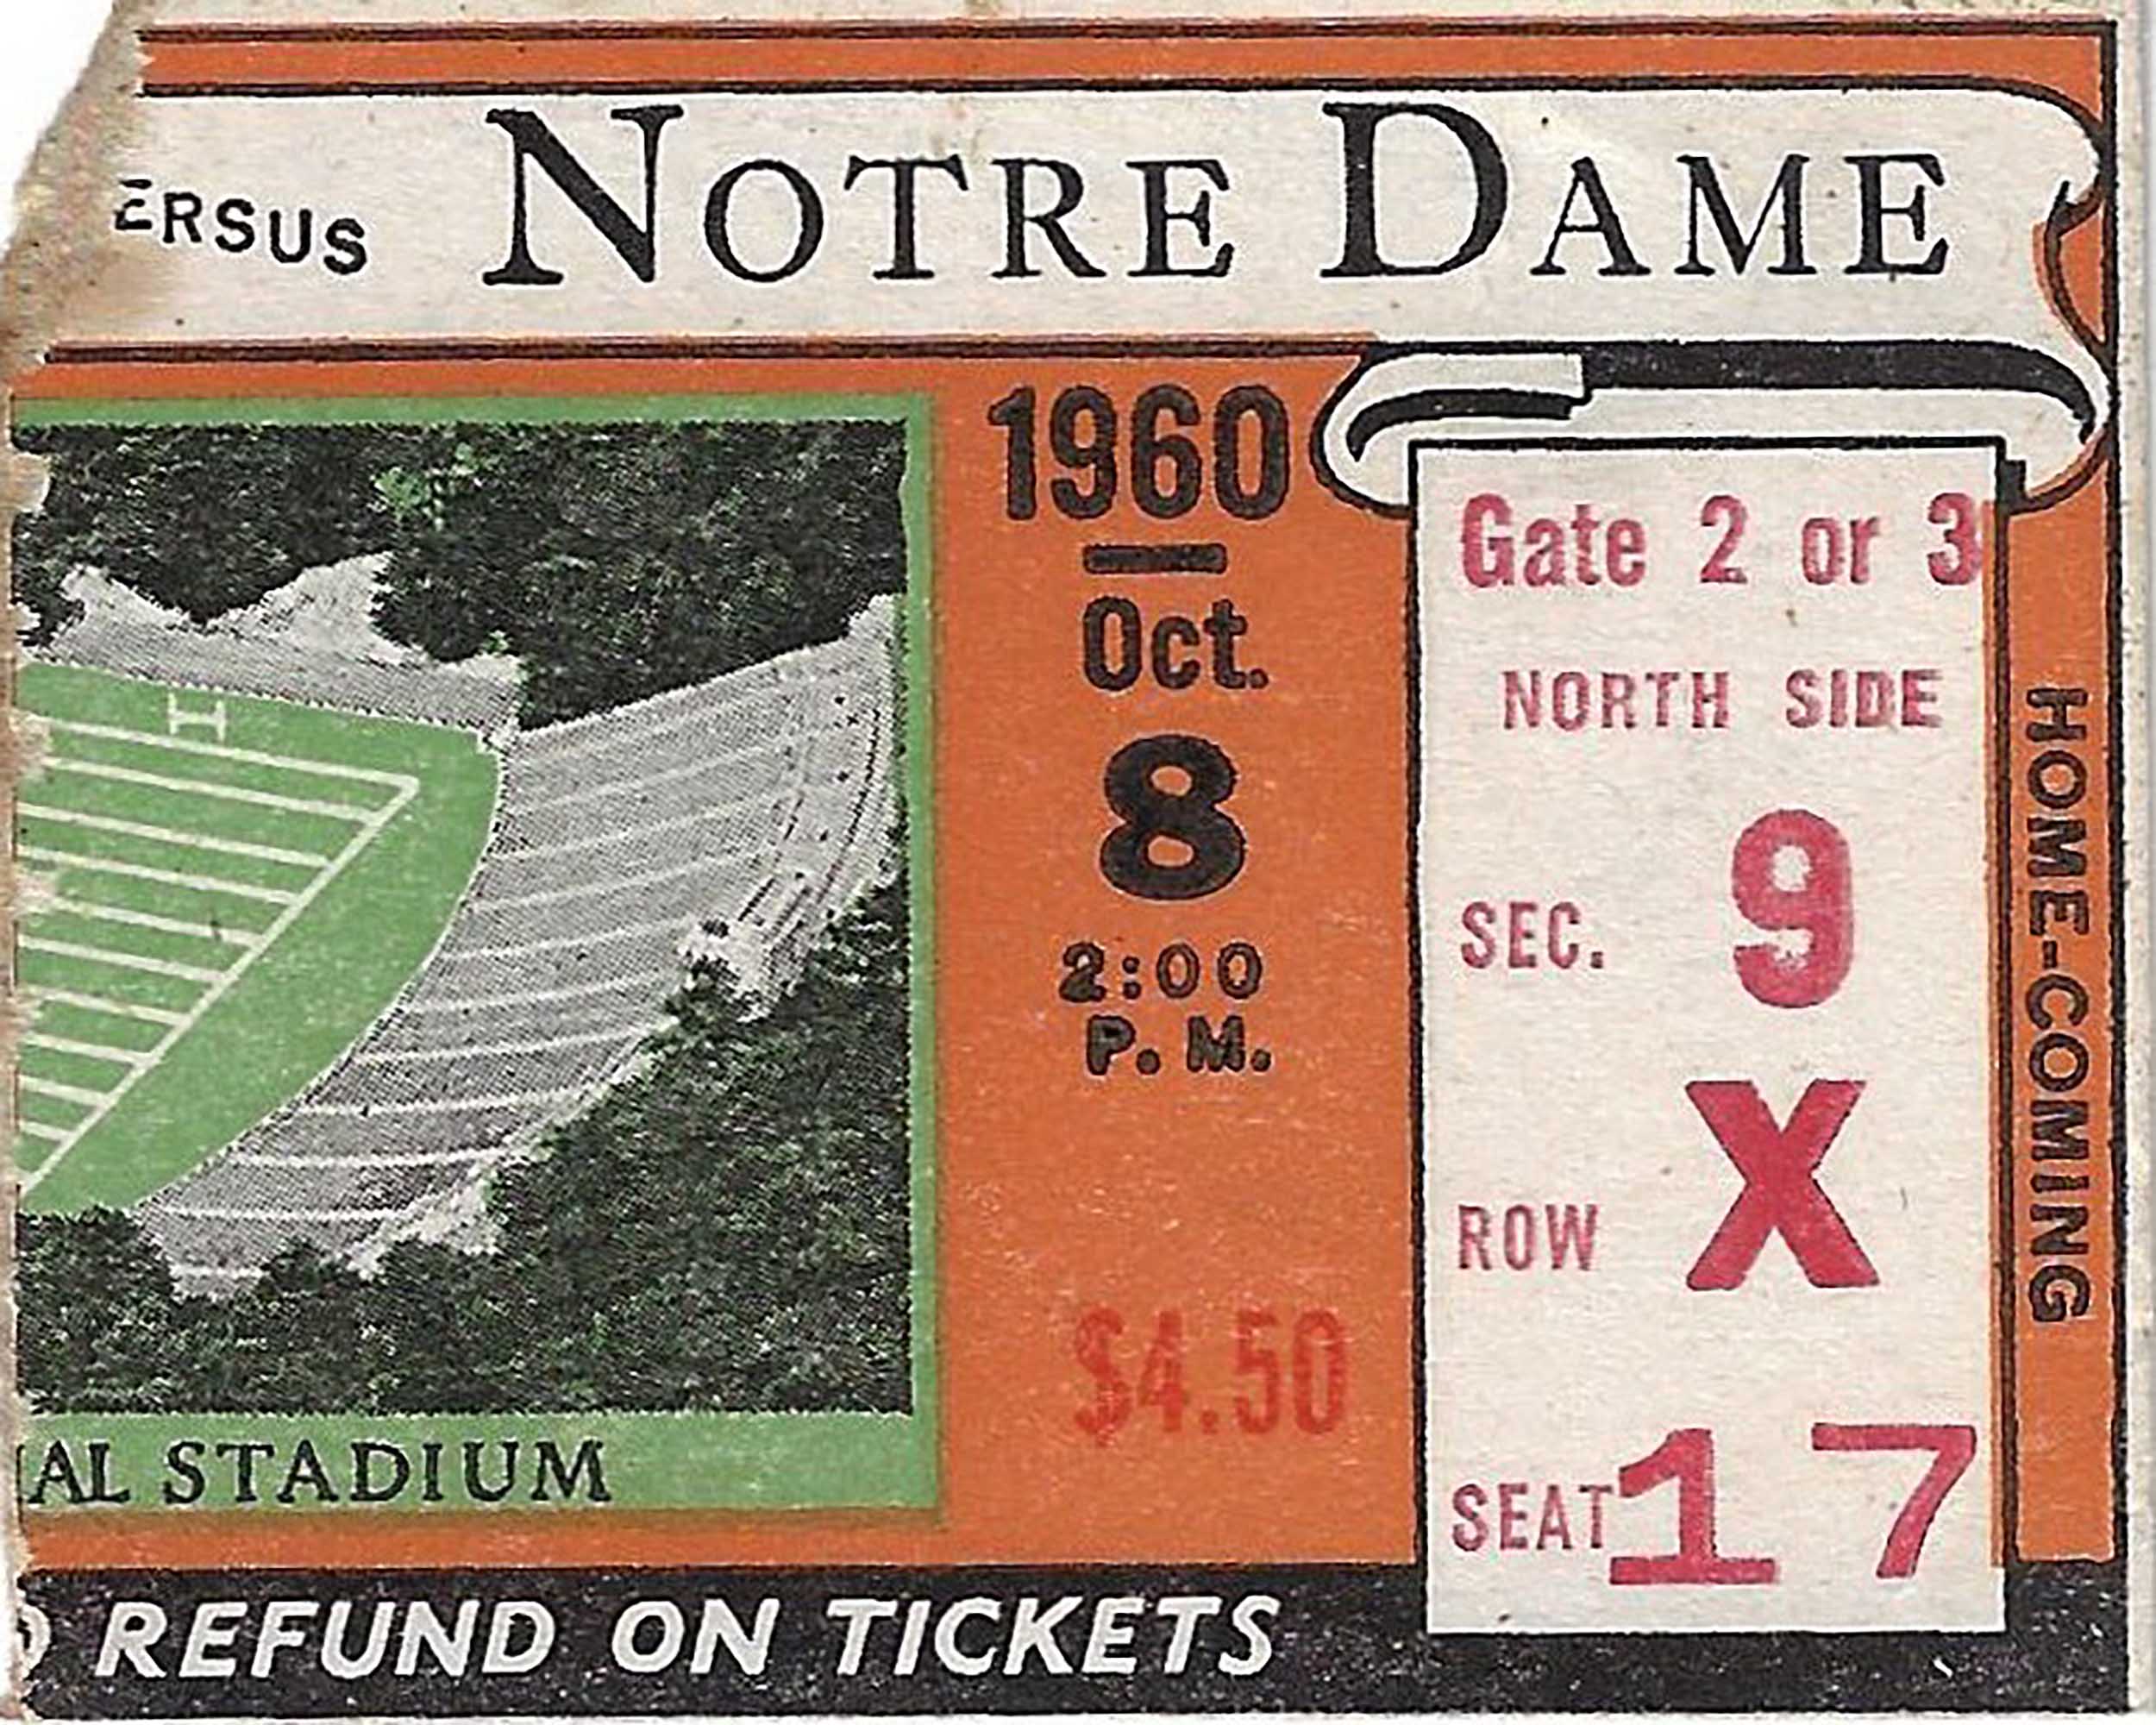 ERSUS NOTRE DAME
1960
Oct.
8
2:00
P. M.
$4.50
Gate 2 or 3
NORTH SIDE
SEC. 9
ROW X
SEAT 17
HOME-COMING
AL STADIUM
REFUND ON TICKETS